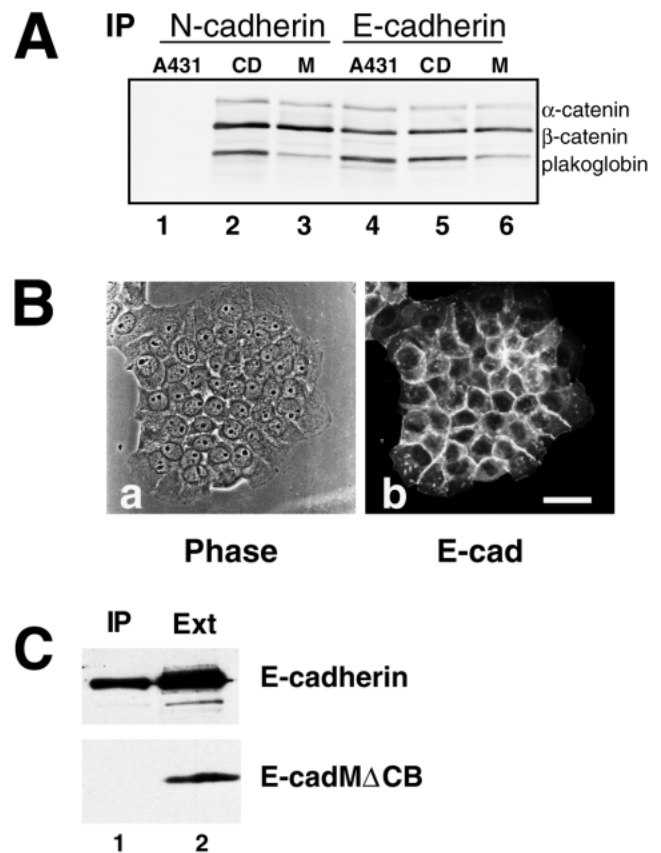 A
IP N-cadherin E-cadherin
A431 CD M A431 CD M
α-catenin
β-catenin
plakoglobin
1 2 3 4 5 6
B
a b
Phase E-cad
C
IP Ext
E-cadherin
E-cadMΔCB
1 2